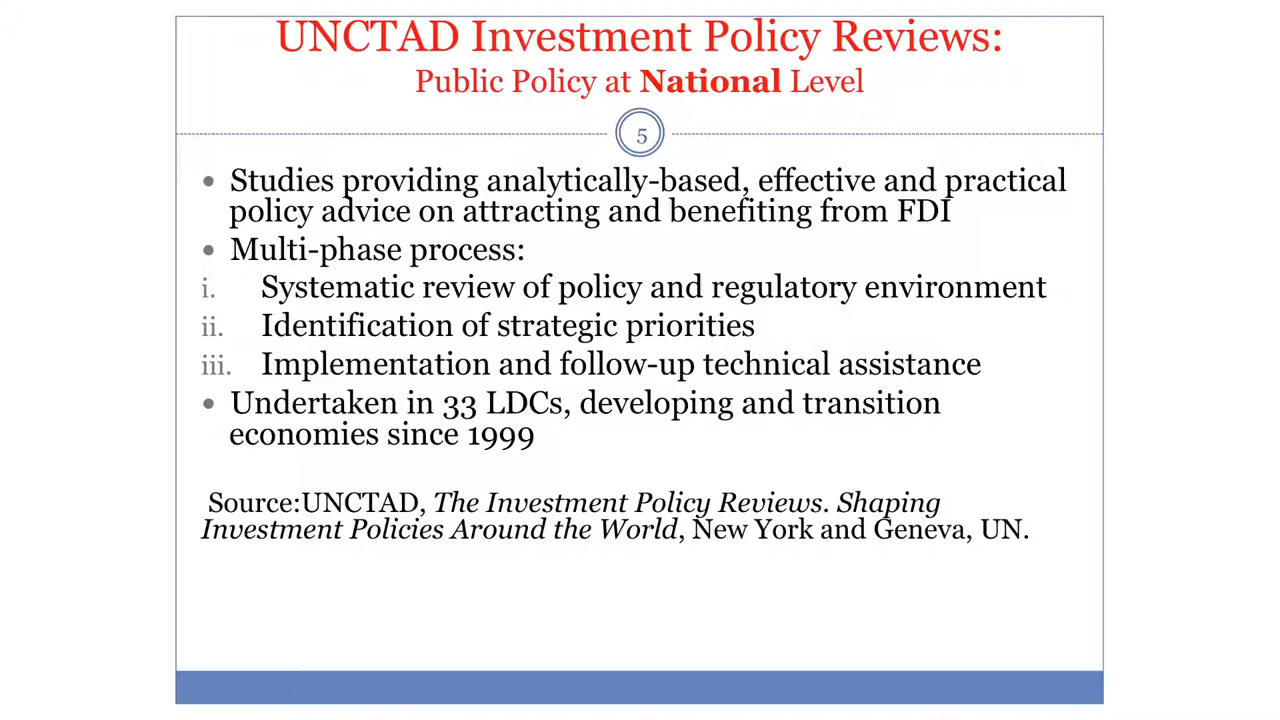 UNCTAD Investment Policy Reviews:
Public Policy at National Level
5
• Studies providing analytically-based, effective and practical
policy advice on attracting and benefiting from FDI
• Multi-phase process:
i. Systematic review of policy and regulatory environment
ii. Identification of strategic priorities
iii. Implementation and follow-up technical assistance
• Undertaken in 33 LDCs, developing and transition
economies since 1999
Source:UNCTAD, The Investment Policy Reviews. Shaping
Investment Policies Around the World, New York and Geneva, UN.